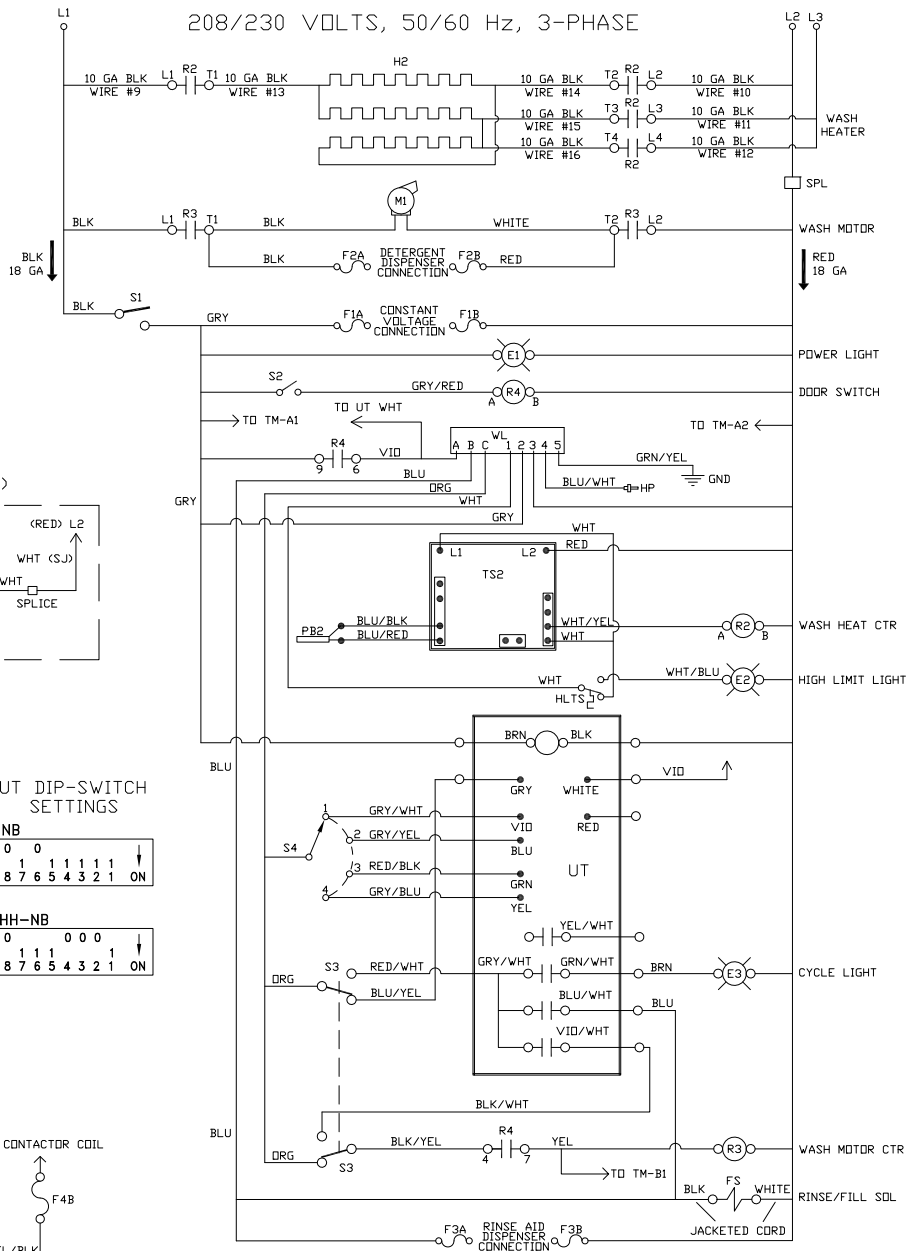 L1
208/230 VOLTS, 50/60 Hz, 3-PHASE
L2 L3
H2
10 GA BLK L1 R2 T1 10 GA BLK 10 GA BLK T2 R2 L2 10 GA BLK
WIRE #9 WIRE #13 WIRE #14 WIRE #10
10 GA BLK T3 R2 L3 10 GA BLK
WIRE #15 WIRE #11
WASH
HEATER
10 GA BLK T4 L4 10 GA BLK
WIRE #16 R2 WIRE #12
SPL
M1
BLK L1 R3 T1 BLK WHITE T2 R3 L2 WASH MOTOR
BLK
18 GA
BLK F2A DETERGENT
DISPENSER
CONNECTION F2B RED
RED
18 GA
BLK S1
GRY F1A CONSTANT
VOLTAGE
CONNECTION F1B
E1 POWER LIGHT
S2 GRY/RED A R4 B DOOR SWITCH
TO TM-A1 TO UT WHT TO TM-A2
WL
A B C 1 2 3 4 5
R4
9 6 VIO
GRN/YEL
GND
BLU
BLU/WHT HP
ORG
WHT
GRY
GRY
)
(RED) L2
WHT (SJ)
WHT
SPLICE
WHT
RED
L1 L2
TS2
BLU/BLK
PB2 BLU/RED
WHT/YEL A R2 B WASH HEAT CTR
WHT
WHT/BLU E2 HIGH LIMIT LIGHT
WHT
HLTS
BRN BLK
BLU
GRY WHITE VIO
UT DIP-SWITCH
SETTINGS
NB
0 0
1 1 1 1 1 1
8 7 6 5 4 3 2 1 ON
HH-NB
0 0 0 0
1 1 1 1
8 7 6 5 4 3 2 1 ON
1 GRY/WHT VIO RED
S4 2 GRY/YEL BLU
UT
3 RED/BLK GRN
4 GRY/BLU YEL
YEL/WHT
S3 RED/WHT GRY/WHT GRN/WHT BRN E3 CYCLE LIGHT
ORG BLU/YEL
BLU/WHT BLU
VIO/WHT
BLK/WHT
BLU
ORG S3 BLK/YEL R4
4 7 YEL R3 WASH MOTOR CTR
TO TM-B1
BLK FS WHITE RINSE/FILL SOL
JACKETED CORD
F3A RINSE AID
DISPENSER
CONNECTION F3B
CONTACTOR COIL
F4B